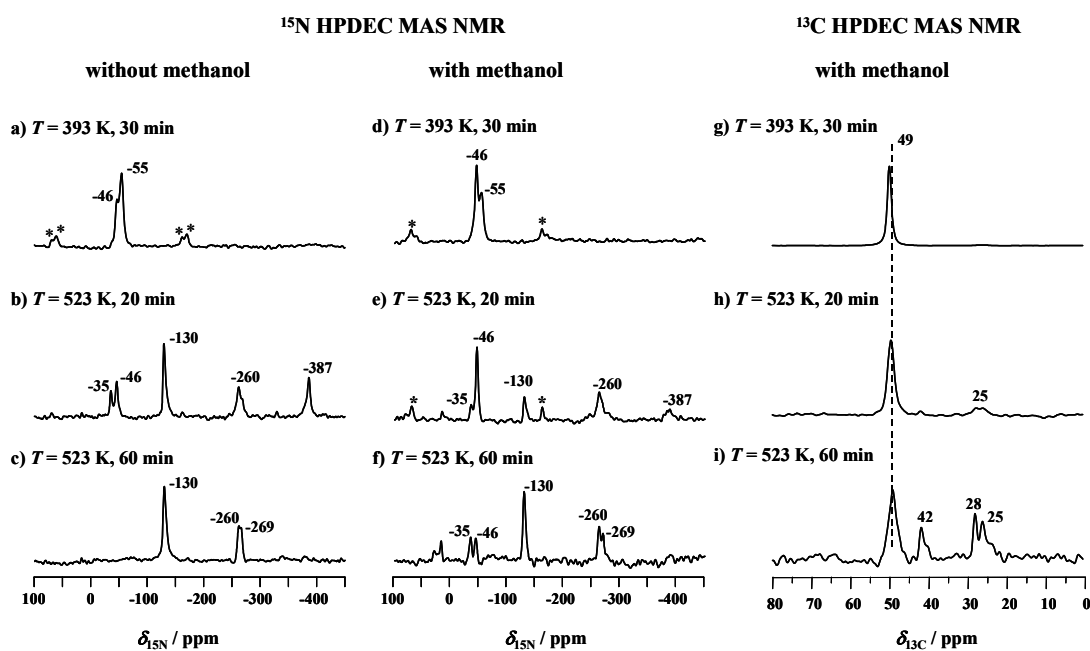 ¹⁵N HPDEC MAS NMR
¹³C HPDEC MAS NMR
without methanol
with methanol
with methanol
a) T = 393 K, 30 min
-55
-46
* *
* *
d) T = 393 K, 30 min
-46
-55
*
*
g) T = 393 K, 30 min
49
b) T = 523 K, 20 min
-130
-35
-46
-260
-387
e) T = 523 K, 20 min
-46
*
-35
-130
*
-260
-387
h) T = 523 K, 20 min
25
c) T = 523 K, 60 min
-130
-260
-269
f) T = 523 K, 60 min
-130
-35
-46
-260
-269
i) T = 523 K, 60 min
42
28
25
100 0 -100 -200 -300 -400
100 0 -100 -200 -300 -400
80 70 60 50 40 30 20 10 0
δ15N / ppm
δ15N / ppm
δ13C / ppm